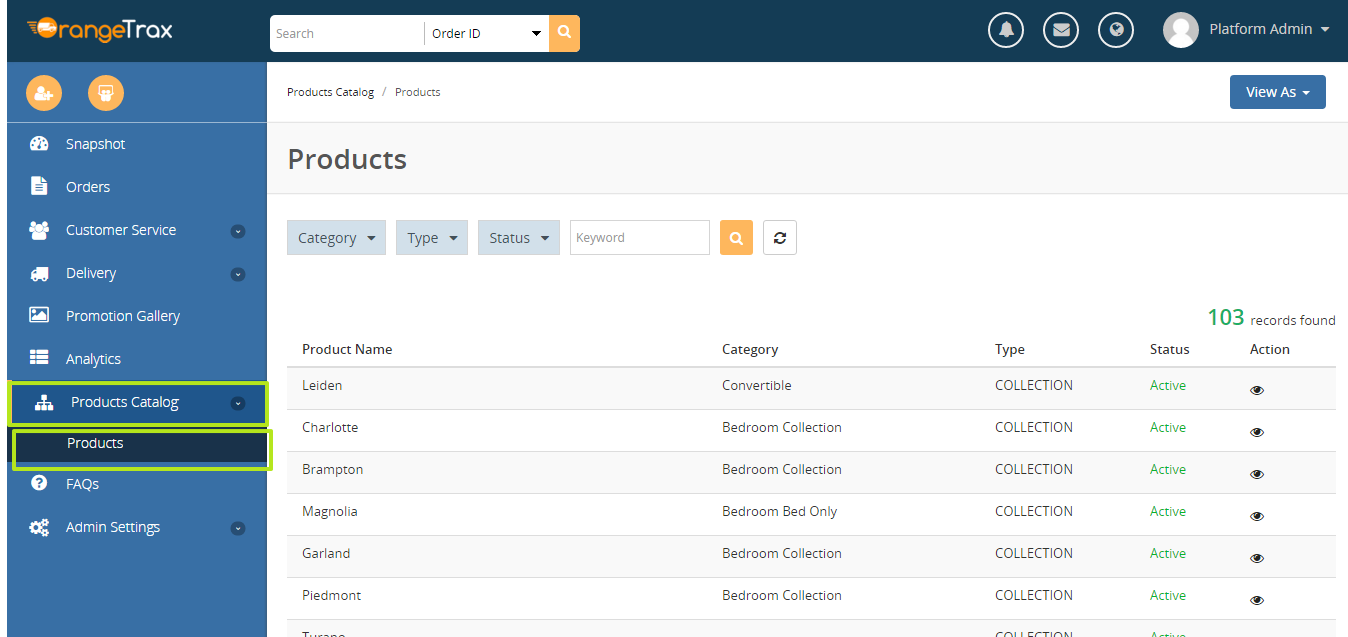 OrangeTrax
Search Order ID
Platform Admin
Products Catalog / Products
View As
Snapshot
Orders
Customer Service
Delivery
Promotion Gallery
Analytics
Products Catalog
Products
FAQs
Admin Settings
Products
Category Type Status Keyword
103 records found
Product Name Category Type Status Action
Leiden Convertible COLLECTION Active
Charlotte Bedroom Collection COLLECTION Active
Brampton Bedroom Collection COLLECTION Active
Magnolia Bedroom Bed Only COLLECTION Active
Garland Bedroom Collection COLLECTION Active
Piedmont Bedroom Collection COLLECTION Active
COLLECTION Active